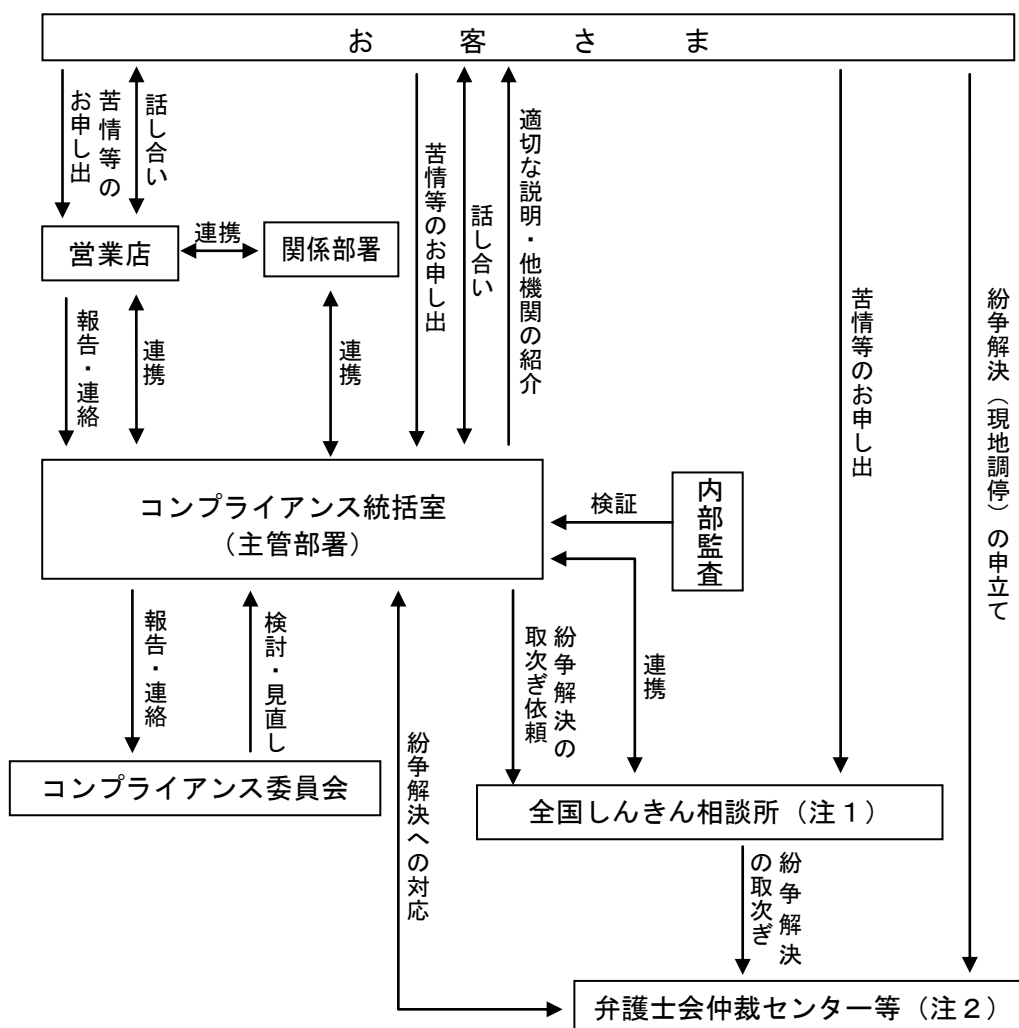 お客さま
お申し出
苦情等の
話し合い
苦情等のお申し出
話し合い
適切な説明・他機関の紹介
苦情等のお申し出
紛争解決（現地調停）の申立て
営業店
連携
関係部署
報告・連絡
連携
連携
コンプライアンス統括室
（主管部署）
検証
内部監査
報告・連絡
検討・見直し
紛争解決への対応
紛争解決の
取次ぎ依頼
連携
コンプライアンス委員会
全国しんきん相談所（注１）
紛争解決
の取次ぎ
弁護士会仲裁センター等（注２）